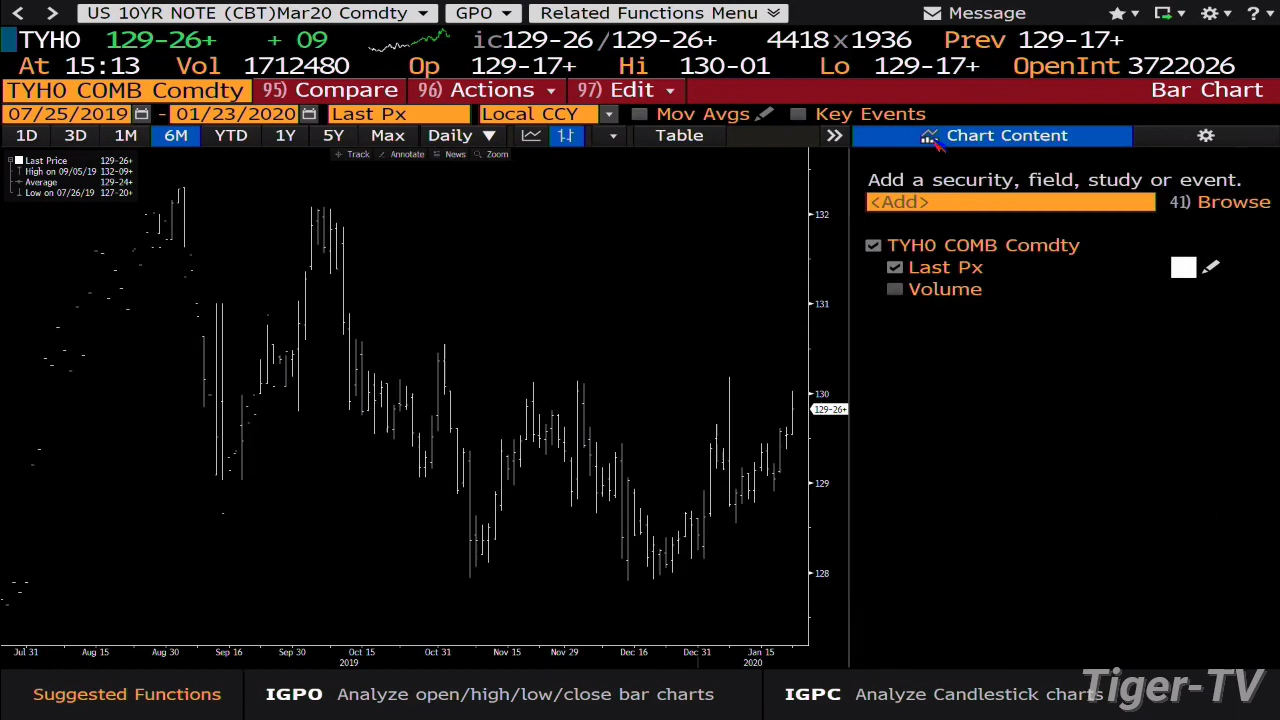 US 10YR NOTE (CBT)Mar20 Comdty GPO Related Functions Menu Message ?
TYH0 129-26+ + 09 ic129-26 /129-26+ 4418x1936 Prev 129-17+
At 15:13 Vol 1712480 Op 129-17+ Hi 130-01 Lo 129-17+ OpenInt 3722026
TYH0 COMB Comdty 95) Compare 96) Actions 97) Edit Bar Chart
07/25/2019 - 01/23/2020 Last Px Local CCY Mov Avgs Key Events
1D 3D 1M 6M YTD 1Y 5Y Max Daily Table Chart Content
Track Annotate News Zoom
Last Price 129-26+
High on 09/05/19 132-09+
Average 129-24+
Low on 07/26/19 127-20+
Add a security, field, study or event.
<Add> 41) Browse
TYH0 COMB Comdty
Last Px
Volume
132
131
130
129-26+
129
128
Jul 31 Aug 15 Aug 30 Sep 16 Sep 30 Oct 15 Oct 31 Nov 15 Nov 29 Dec 16 Dec 31 Jan 15
2019 2020
Suggested Functions IGPO Analyze open/high/low/close bar charts IGPC Analyze Candlestick charts
Tiger-TV